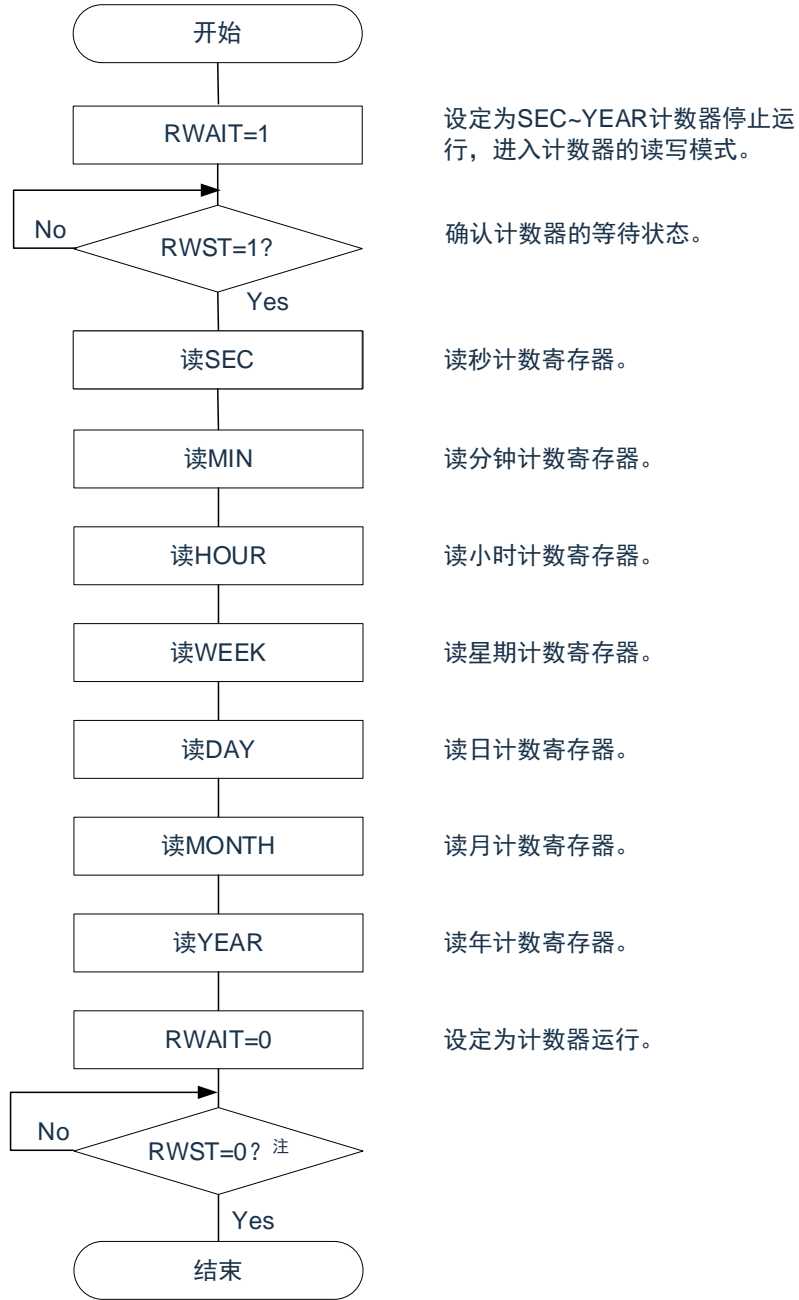 开始
RWAIT=1
设定为SEC~YEAR计数器停止运
行，进入计数器的读写模式。
No
RWST=1?
确认计数器的等待状态。
Yes
读SEC
读秒计数寄存器。
读MIN
读分钟计数寄存器。
读HOUR
读小时计数寄存器。
读WEEK
读星期计数寄存器。
读DAY
读日计数寄存器。
读MONTH
读月计数寄存器。
读YEAR
读年计数寄存器。
RWAIT=0
设定为计数器运行。
No
RWST=0？注
Yes
结束